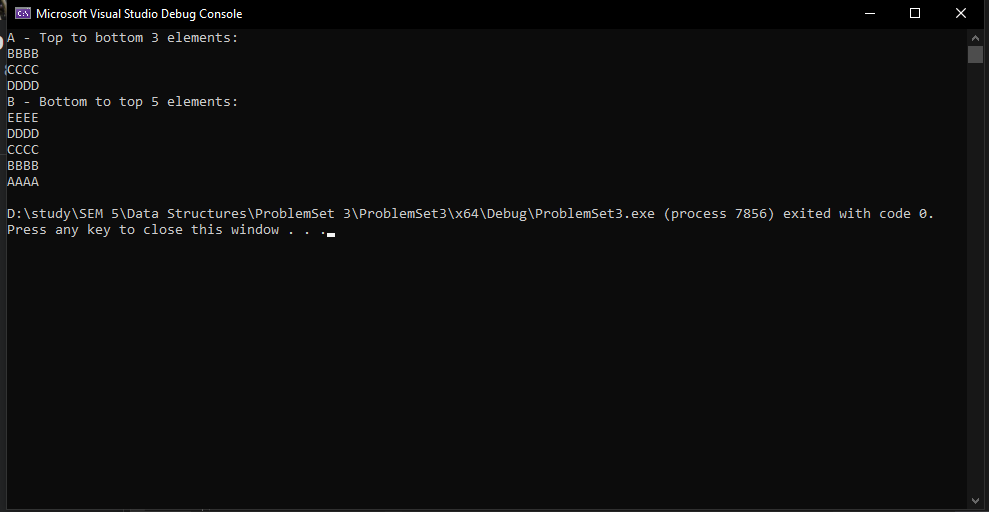 Microsoft Visual Studio Debug Console
A - Top to bottom 3 elements:
BBBB
CCCC
DDDD
B - Bottom to top 5 elements:
EEEE
DDDD
CCCC
BBBB
AAAA
D:\study\SEM 5\Data Structures\ProblemSet 3\ProblemSet3\x64\Debug\ProblemSet3.exe (process 7856) exited with code 0.
Press any key to close this window . . .